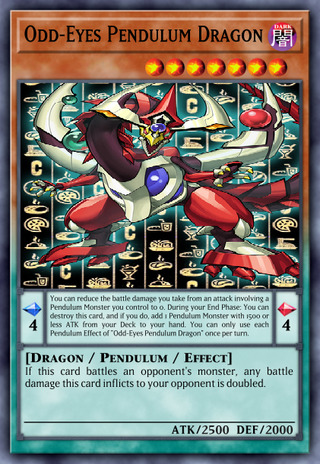 Odd-Eyes Pendulum Dragon
DARK
闇
You can reduce the battle damage you take from an attack involving a
Pendulum Monster you control to 0. During your End Phase: You can
destroy this card, and if you do, add 1 Pendulum Monster with 1500 or
less ATK from your Deck to your hand. You can only use each
Pendulum Effect of "Odd-Eyes Pendulum Dragon" once per turn.
4
4
[Dragon / Pendulum / Effect]
If this card battles an opponent's monster, any battle
damage this card inflicts to your opponent is doubled.
ATK/2500 DEF/2000